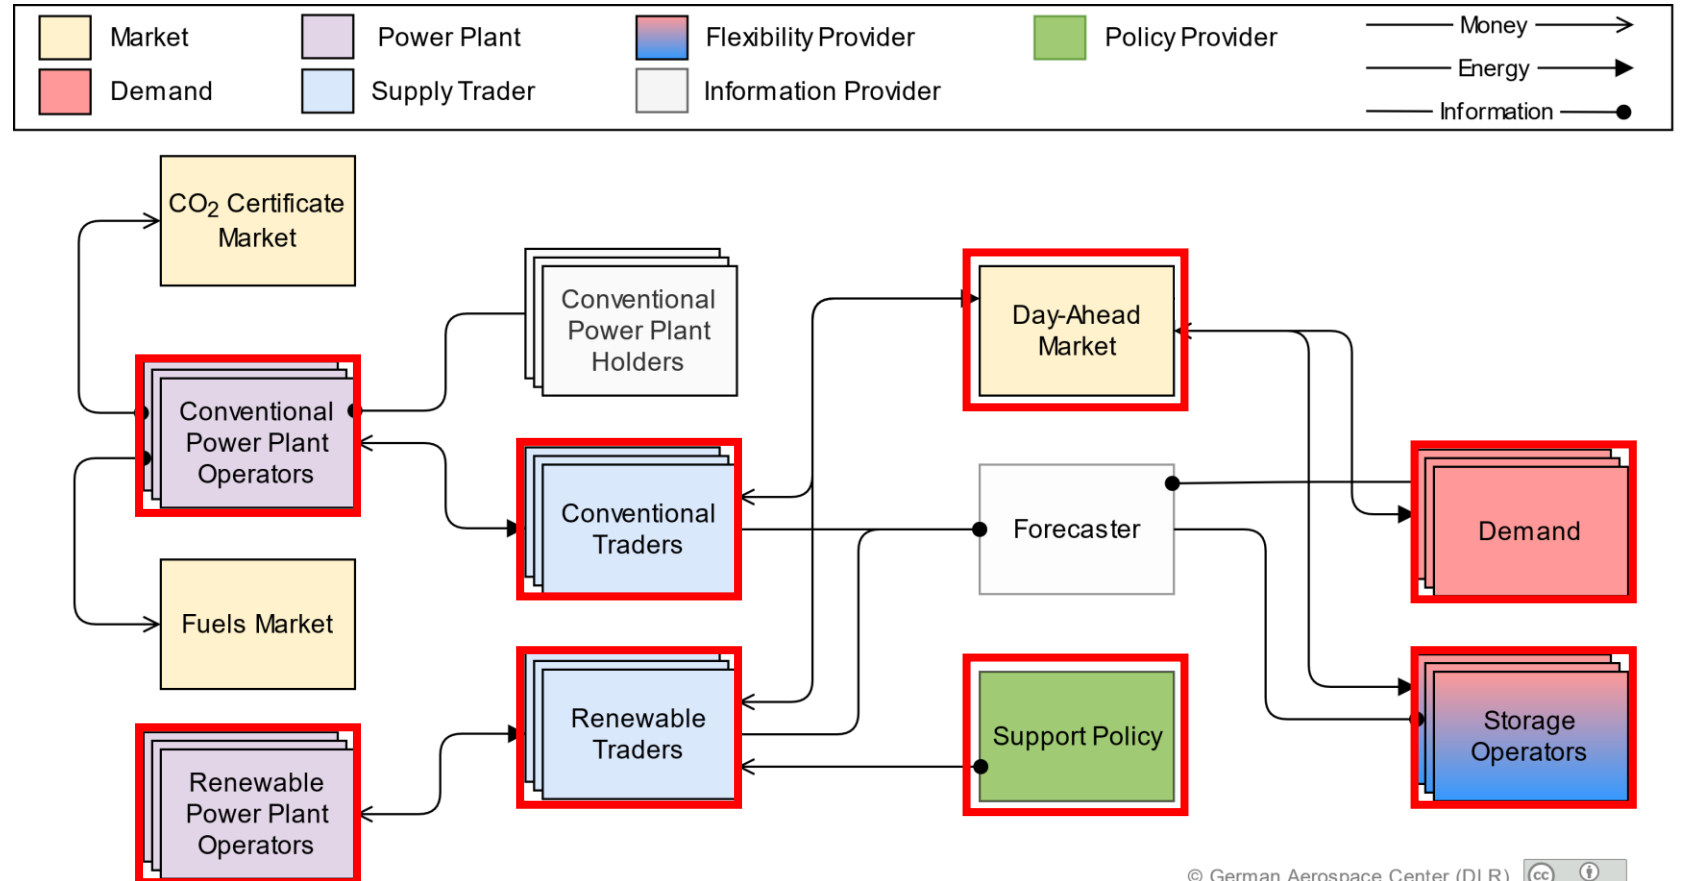 Market
Power Plant
Flexibility Provider
Policy Provider
Money
Energy
Demand
Supply Trader
Information Provider
Information
CO2 Certificate
Market
Conventional
Power Plant
Holders
Day-Ahead
Market
Conventional
Power Plant
Operators
Conventional
Traders
Forecaster
Demand
Fuels Market
Renewable
Traders
Support Policy
Storage
Operators
Renewable
Power Plant
Operators
© German Aerospace Center (DLR)
cc